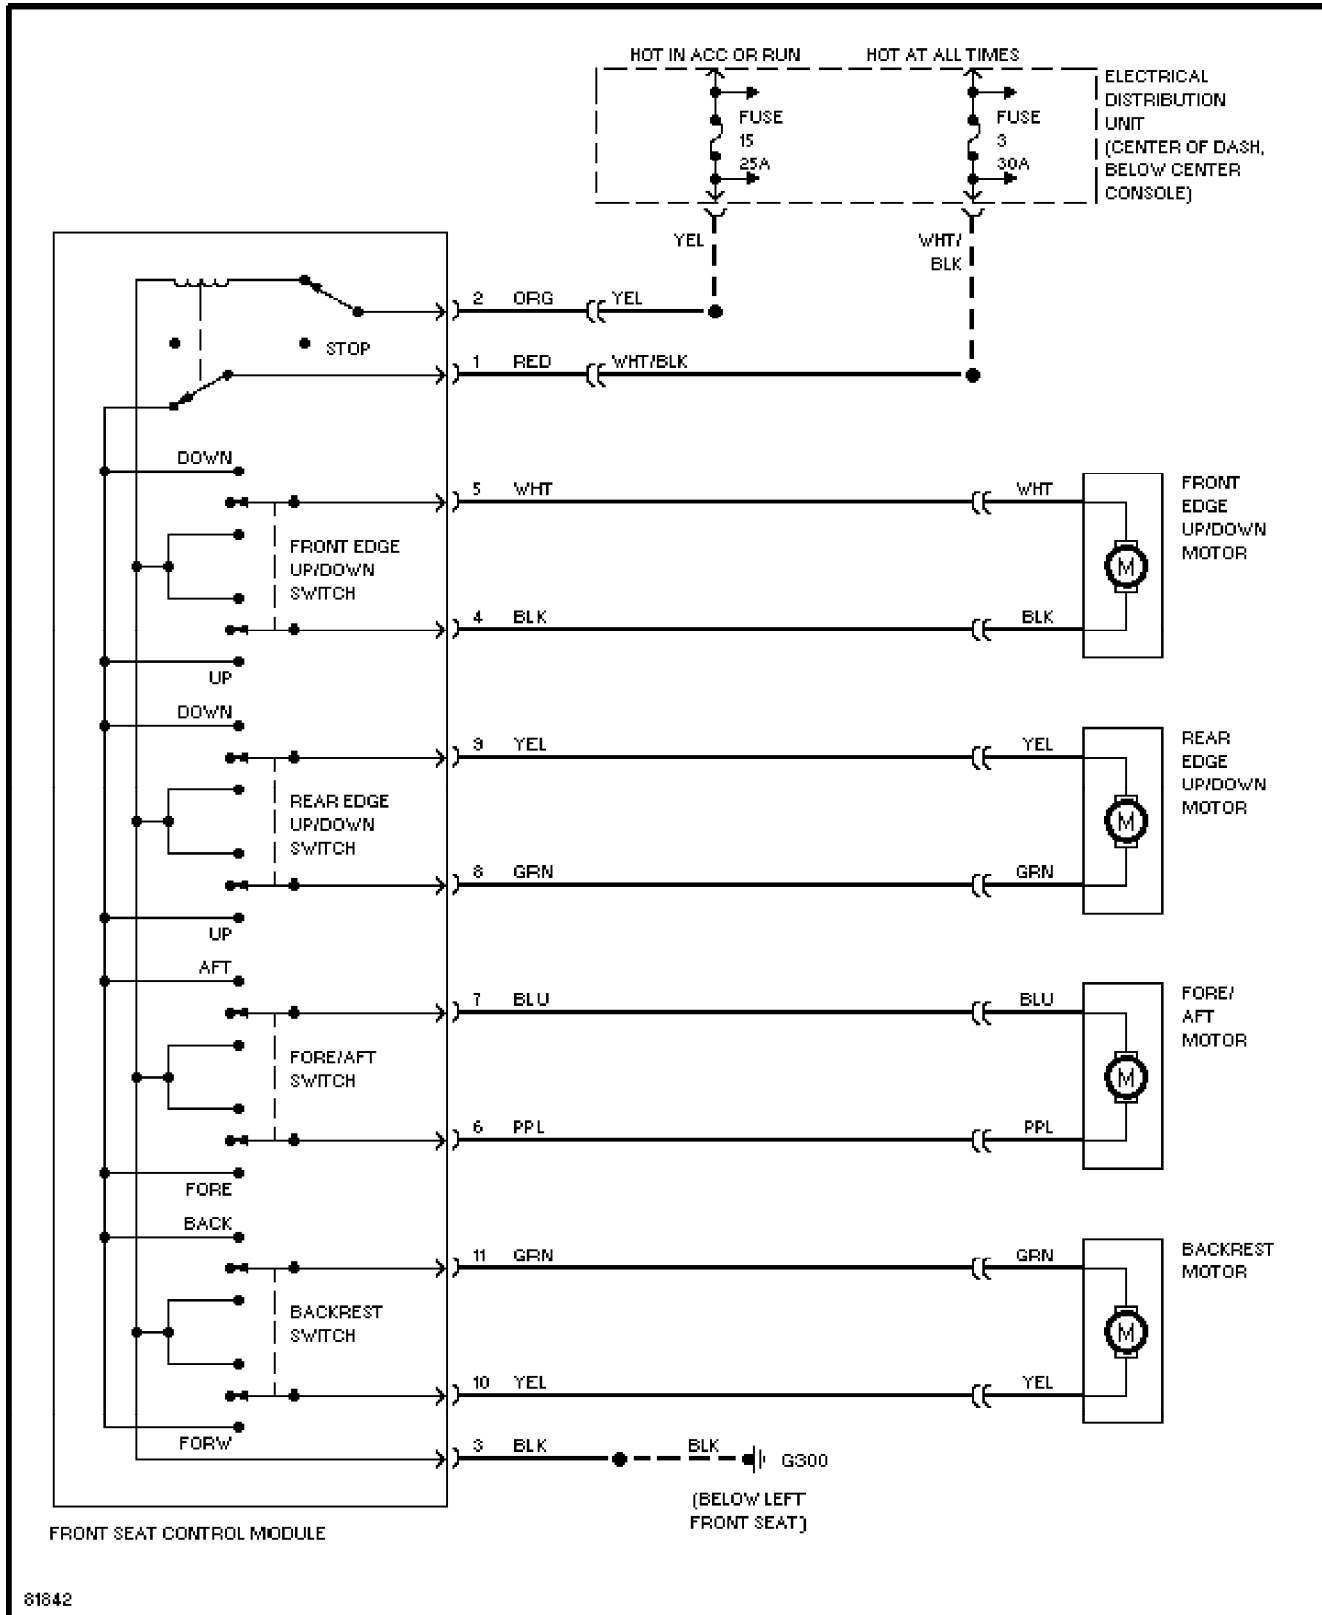 HOT IN ACC OR RUN
HOT AT ALL TIMES
FUSE
15
25A
FUSE
3
30A
ELECTRICAL
DISTRIBUTION
UNIT
(CENTER OF DASH,
BELOW CENTER
CONSOLE)
YEL
WHT/
BLK
2 ORG YEL
STOP
1 RED WHT/BLK
DOWN
5 WHT WHT
FRONT EDGE
UP/DOWN
SWITCH
4 BLK BLK
UP
FRONT
EDGE
UP/DOWN
MOTOR
M
DOWN
9 YEL YEL
REAR EDGE
UP/DOWN
SWITCH
8 GRN GRN
UP
REAR
EDGE
UP/DOWN
MOTOR
M
AFT
7 BLU BLU
FORE/AFT
SWITCH
6 PPL PPL
FORE
FORE/
AFT
MOTOR
M
BACK
11 GRN GRN
BACKREST
SWITCH
10 YEL YEL
FORW
BACKREST
MOTOR
M
3 BLK BLK G300
(BELOW LEFT
FRONT SEAT)
FRONT SEAT CONTROL MODULE
81842